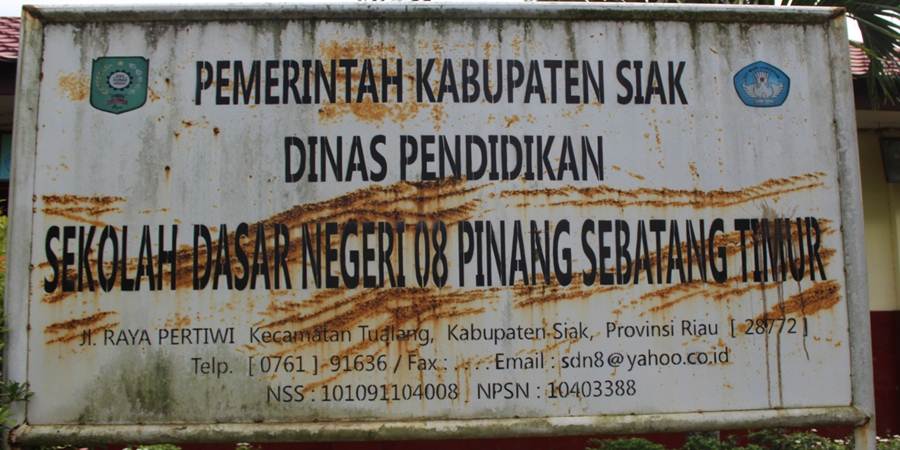 PEMERINTAH KABUPATEN SIAK
DINAS PENDIDIKAN
SEKOLAH DASAR NEGERI 08 PINANG SEBATANG TIMUR
Jl. RAYA PERTIWI Kecamatan Tualang, Kabupaten Siak, Provinsi Riau [ 28772 ]
Telp. [ 0761 ] 91636 / Fax : . . . . Email : sdn8@yahoo.co.id
NSS : 101091104008 NPSN : 10403388